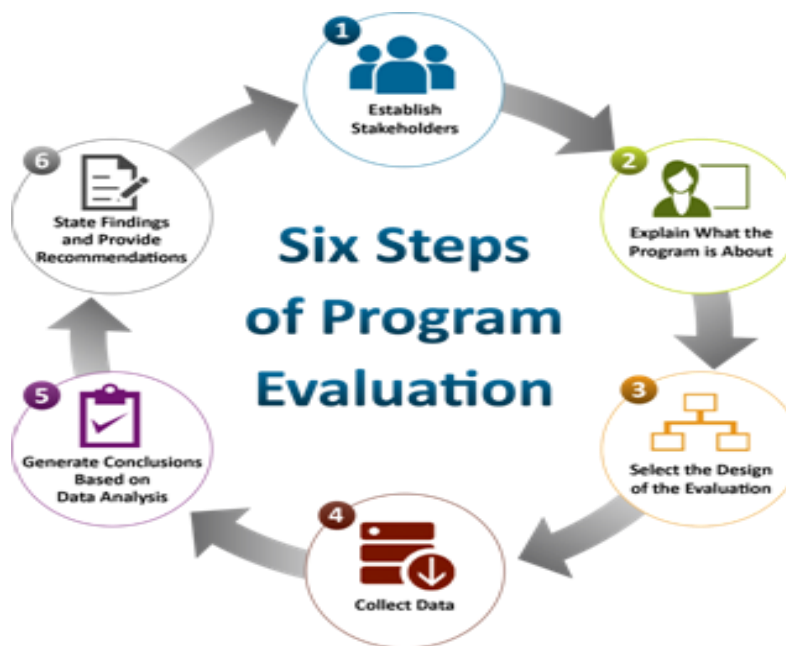 1
Establish
Stakeholders
2
Explain What the
Program is About
3
Select the Design
of the Evaluation
4
Collect Data
5
Generate Conclusions
Based on
Data Analysis
6
State Findings
and Provide
Recommendations
Six Steps
of Program
Evaluation